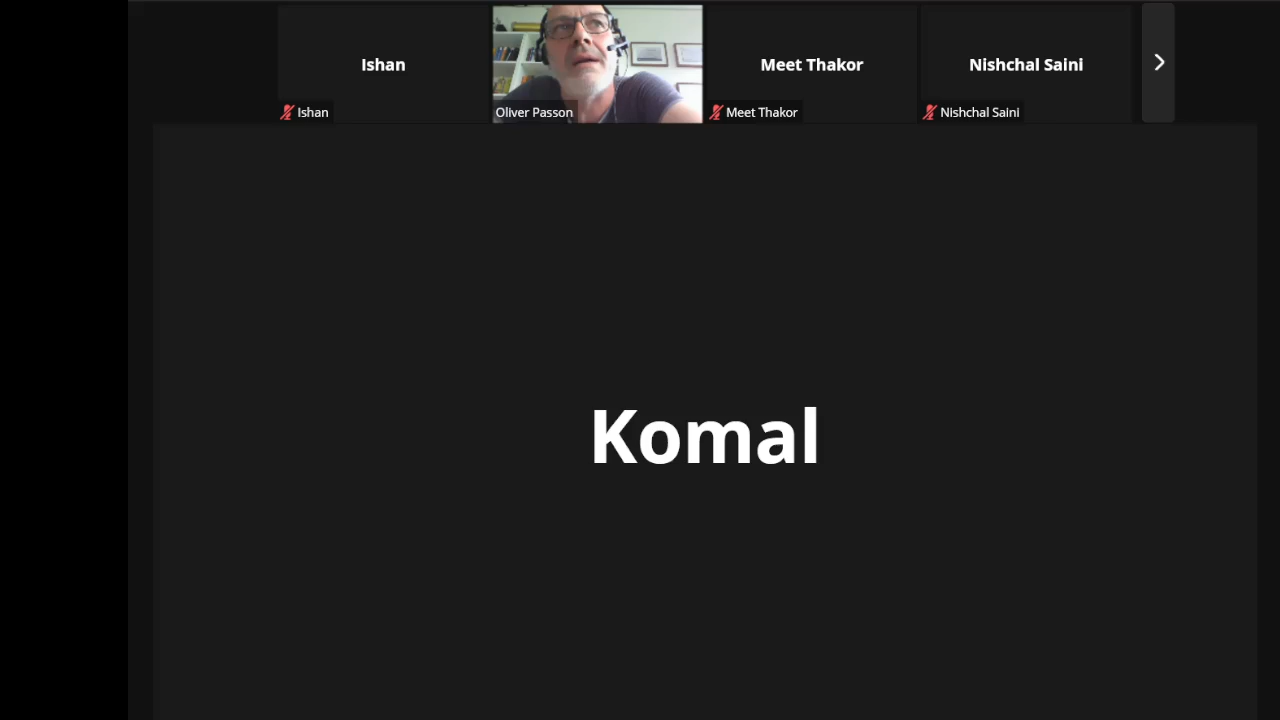 Ishan
Meet Thakor
Nishchal Saini
Ishan
Oliver Passon
Meet Thakor
Nishchal Saini
Komal